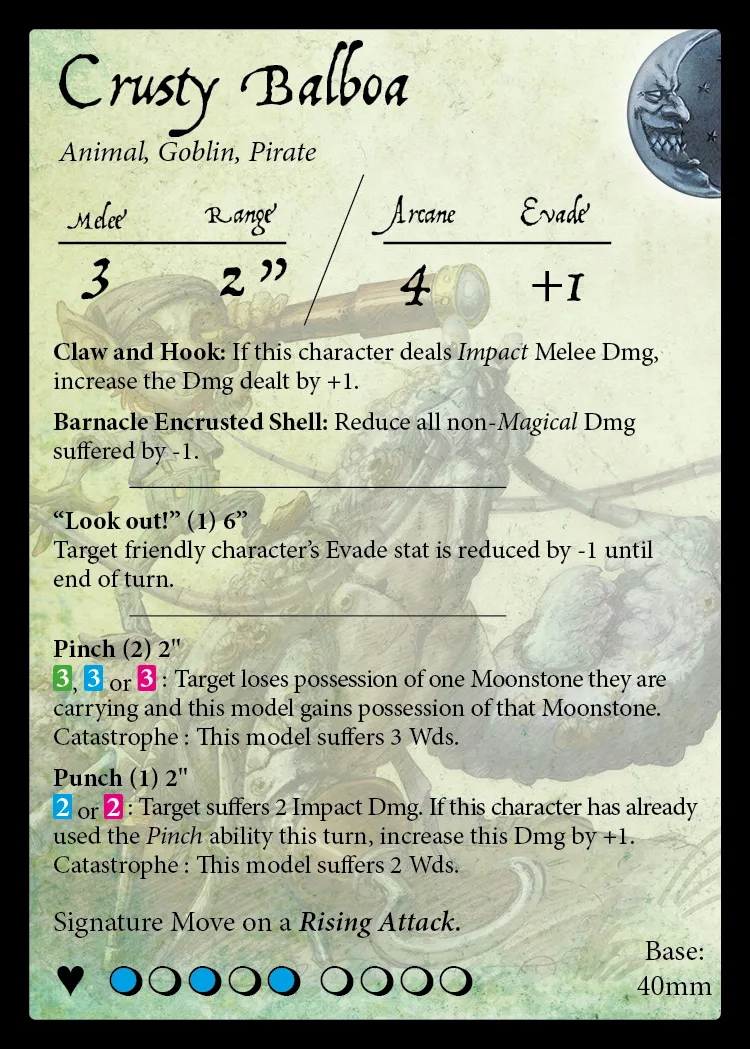 Crusty Balboa
Animal, Goblin, Pirate
Melee Range Arcane Evade
3 2” 4 +1
Claw and Hook: If this character deals Impact Melee Dmg,
increase the Dmg dealt by +1.
Barnacle Encrusted Shell: Reduce all non-Magical Dmg
suffered by -1.
“Look out!” (1) 6”
Target friendly character’s Evade stat is reduced by -1 until
end of turn.
Pinch (2) 2"
3, 3 or 3 : Target loses possession of one Moonstone they are
carrying and this model gains possession of that Moonstone.
Catastrophe : This model suffers 3 Wds.
Punch (1) 2"
2 or 2 : Target suffers 2 Impact Dmg. If this character has already
used the Pinch ability this turn, increase this Dmg by +1.
Catastrophe : This model suffers 2 Wds.
Signature Move on a Rising Attack.
Base:
40mm